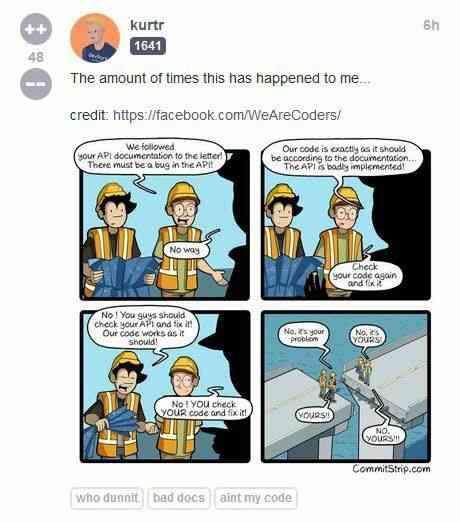 ++
48
--
kurtr
1641
6h
The amount of times this has happened to me...
credit: https://facebook.com/WeAreCoders/
We followed
your API documentation to the letter!
There must be a bug in the API!
No way
Our code is exactly as it should
be according to the documentation...
The API is badly implemented!
Check
your code again
and fix it
No! You guys should
check your API and fix it!
Our code works as it
should!
No! YOU check
YOUR code and fix it!
No, it's your
problem
No, it's
YOURS!
YOURS!!
NO,
YOURS!!!
CommitStrip.com
who dunnit
bad docs
aint my code